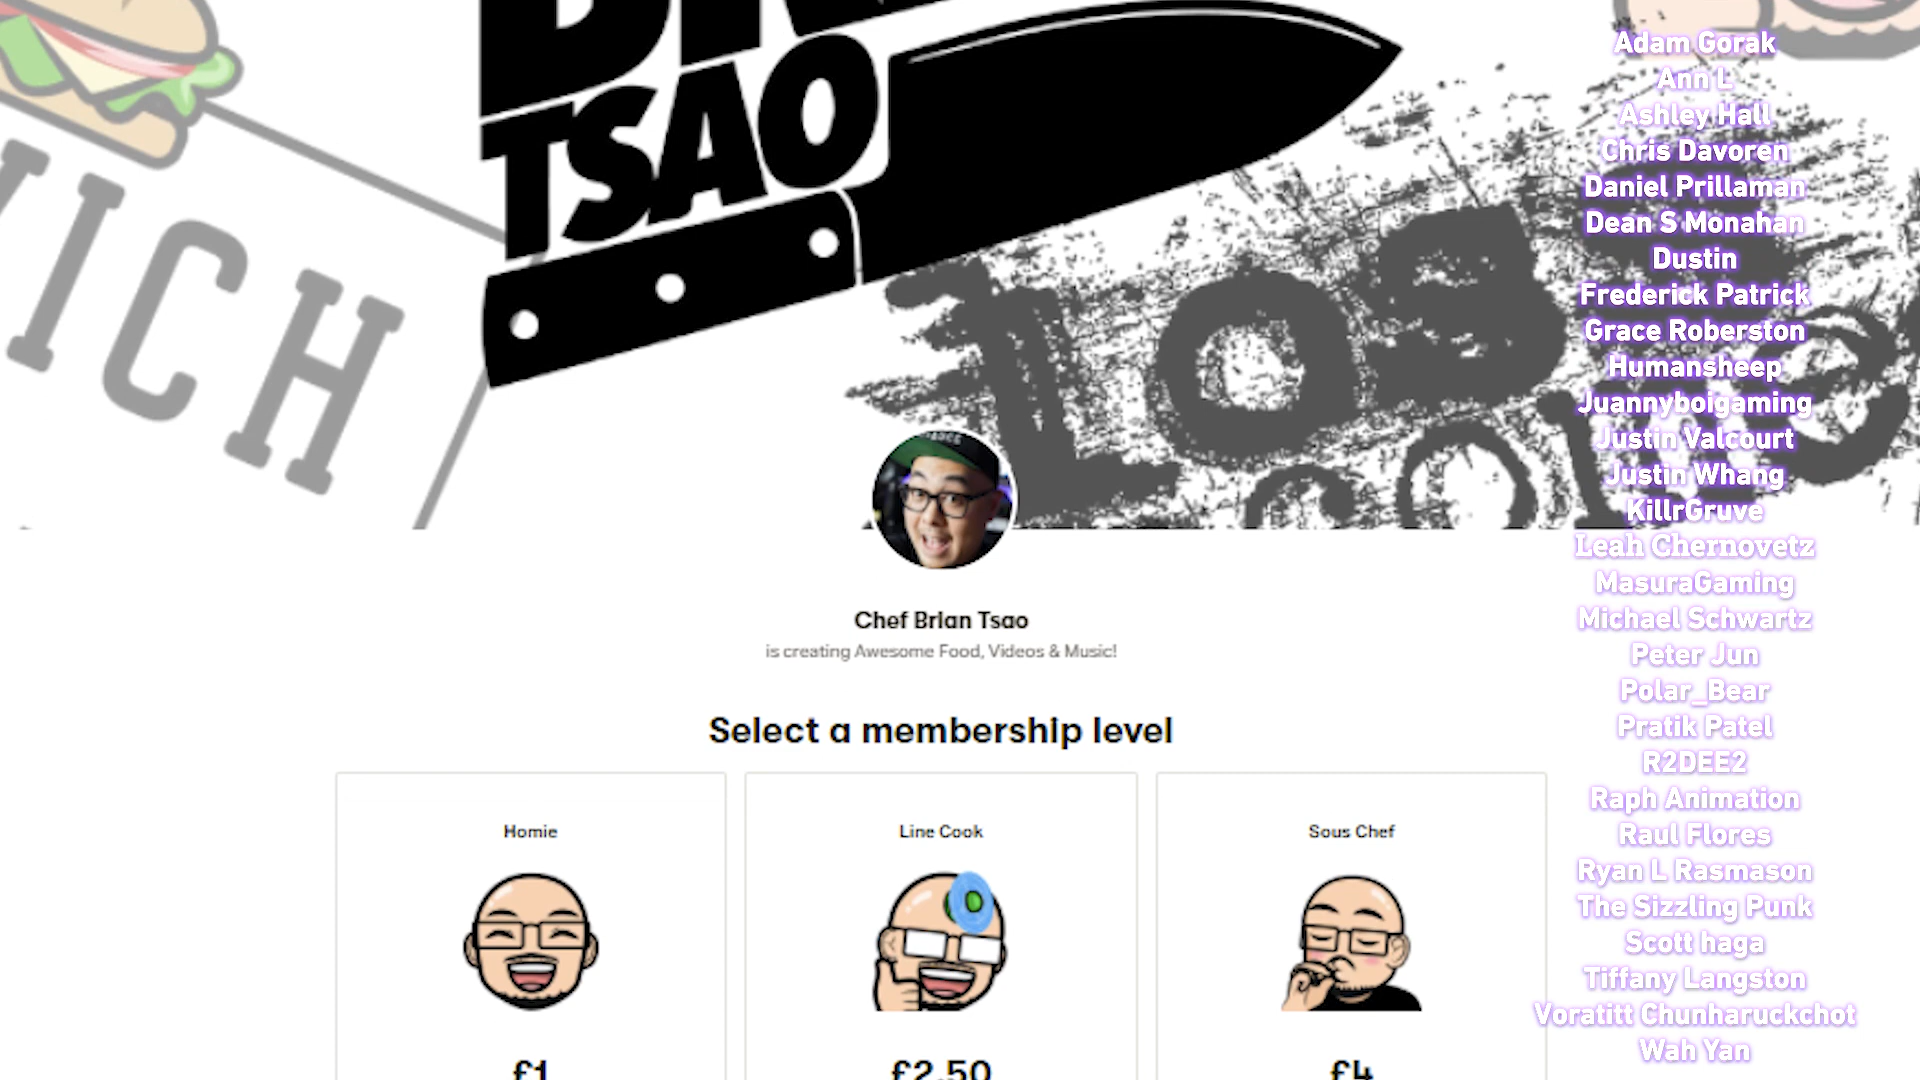 TSAO
ICH
Los
Chef Brian Tsao
is creating Awesome Food, Videos & Music!
Select a membership level
Homie
Line Cook
Sous Chef
£1
£2.50
£4
Adam Gorak
Ann L
Ashley Hall
Chris Davoren
Daniel Prillaman
Dean S Monahan
Dustin
Frederick Patrick
Grace Roberston
Humansheep
Juannyboigaming
Justin Valcourt
Justin Whang
KillrGruve
Leah Chernovetz
MasuraGaming
Michael Schwartz
Peter Jun
Polar_Bear
Pratik Patel
R2DEE2
Raph Animation
Raul Flores
Ryan L Rasmason
The Sizzling Punk
Scott haga
Tiffany Langston
Voratitt Chunharuckchot
Wah Yan